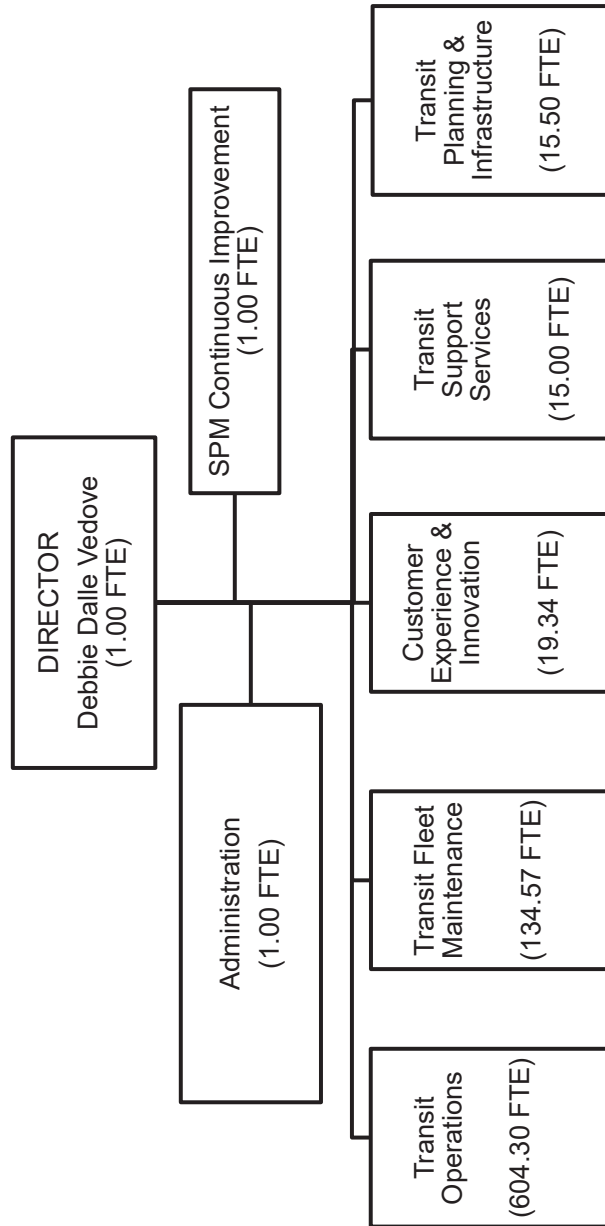 DIRECTOR
Debbie Dalle Vedove
(1.00 FTE)
Administration
(1.00 FTE)
SPM Continuous Improvement
(1.00 FTE)
Transit
Operations
(604.30 FTE)
Transit Fleet
Maintenance
(134.57 FTE)
Customer
Experience &
Innovation
(19.34 FTE)
Transit
Support
Services
(15.00 FTE)
Transit
Planning &
Infrastructure
(15.50 FTE)